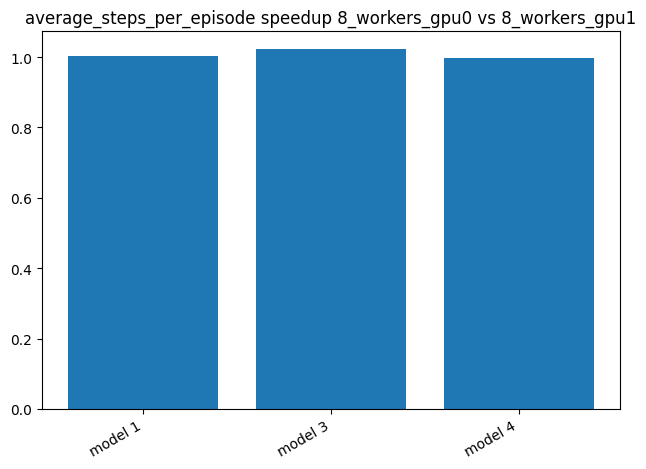 average_steps_per_episode speedup 8_workers_gpu0 vs 8_workers_gpu1
1.0
0.8
0.6
0.4
0.2
0.0
model 1
model 3
model 4